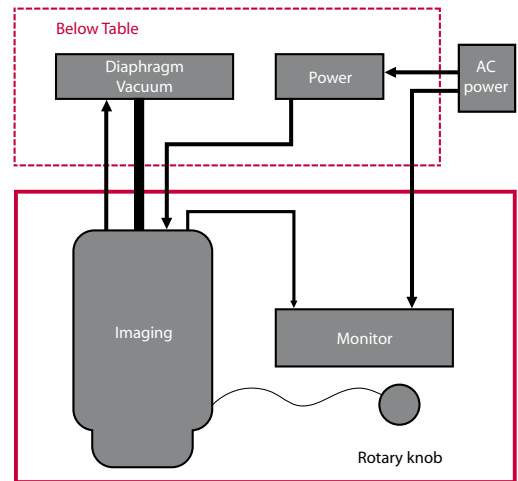 Below Table
Diaphragm
Vacuum
Power
AC
power
Imaging
Monitor
Rotary knob